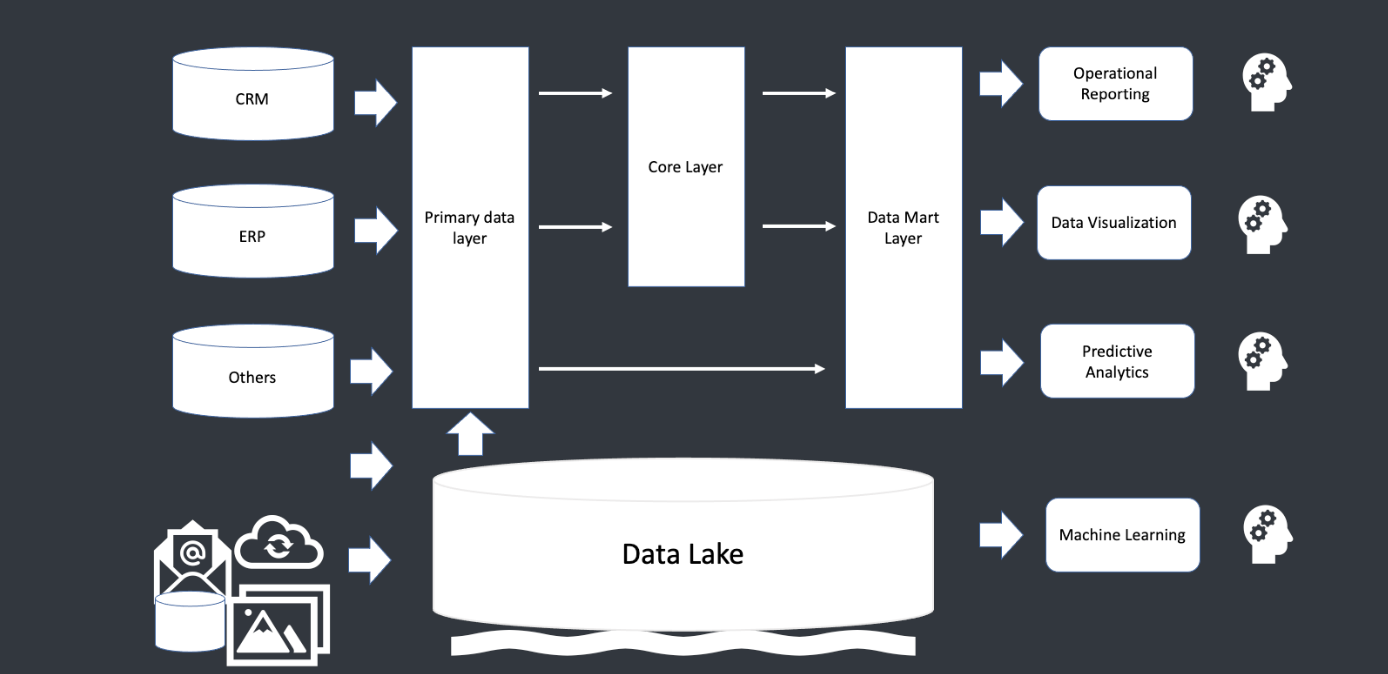 CRM
ERP
Others
Primary data
layer
Core Layer
Data Mart
Layer
Operational
Reporting
Data Visualization
Predictive
Analytics
Machine Learning
@
Data Lake